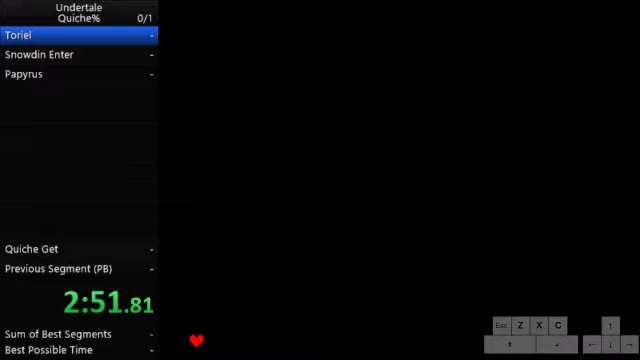 Undertale
Quiche% 0/1
Toriel -
Snowdin Enter -
Papyrus -
Quiche Get -
Previous Segment (PB) -
2:51.81
Sum of Best Segments -
Best Possible Time -
Esc Z X C ↑
← ↓ →